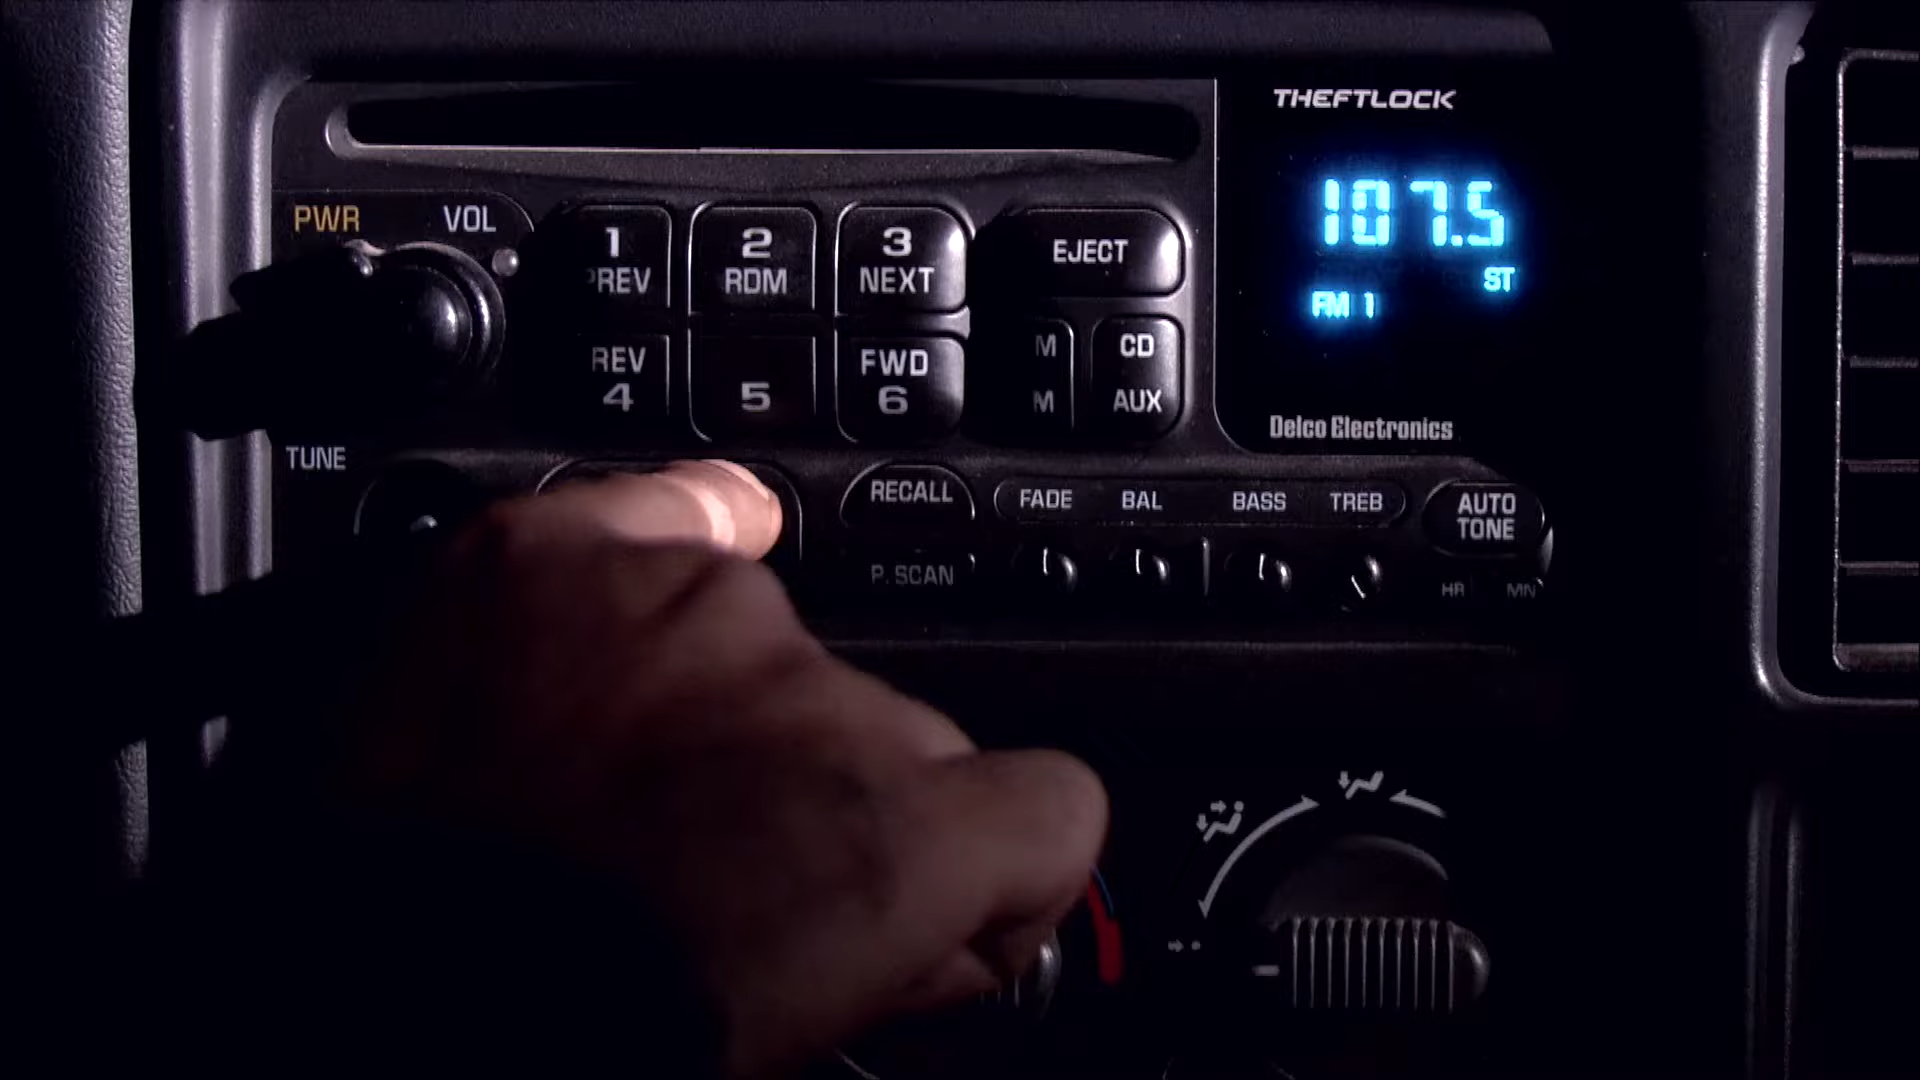 THEFTLOCK
107.5
ST
FM 1
PWR VOL
1 2 3
PREV RDM NEXT
EJECT
REV FWD
4 5 6
M CD
M AUX
Delco Electronics
TUNE
RECALL
FADE BAL BASS TREB
AUTO
TONE
P. SCAN
HR MN